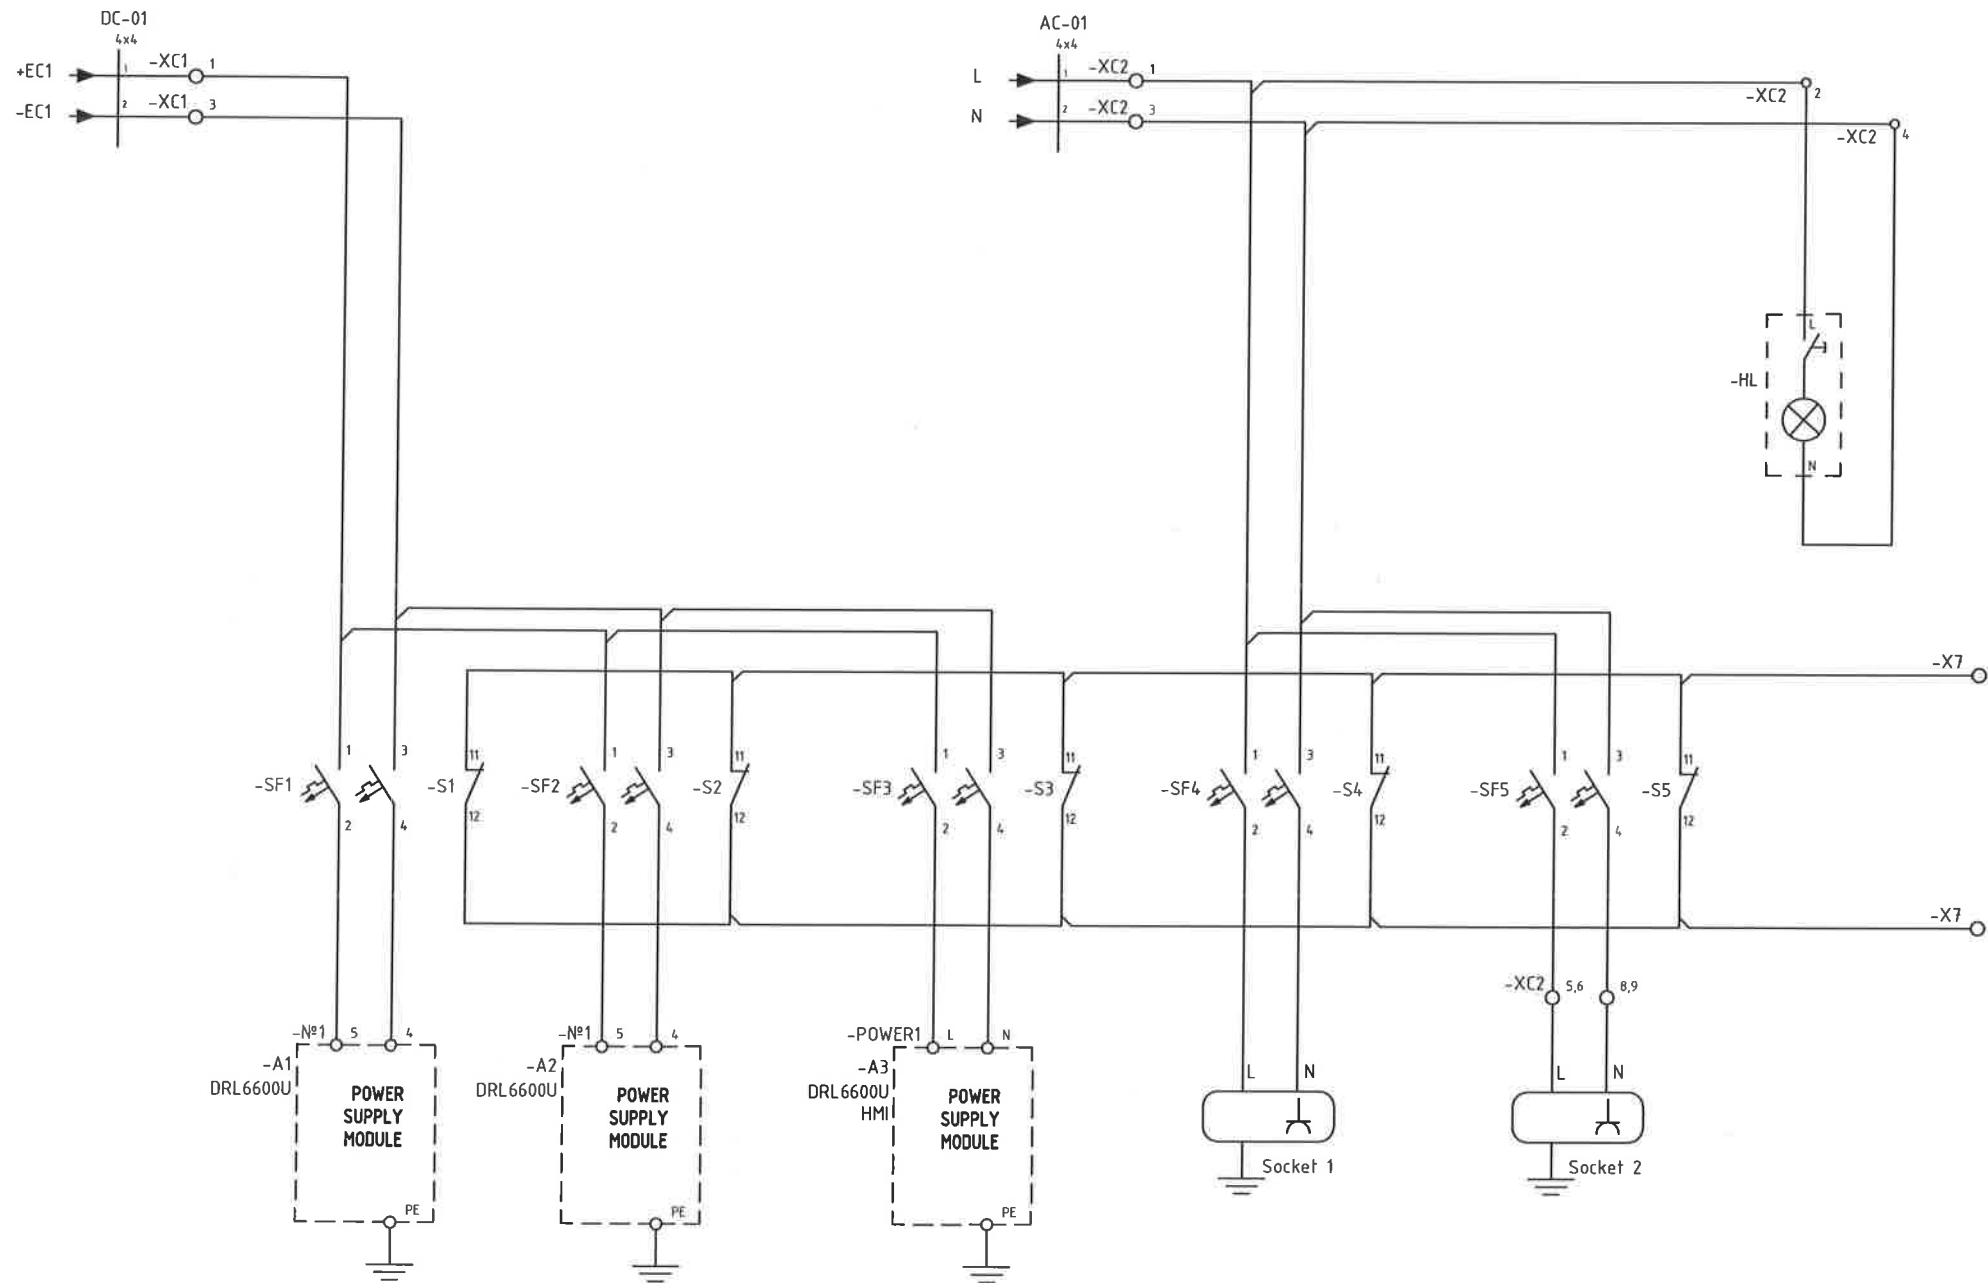 DC-01
4x4
+EC1
1
-XC1
1
-EC1
2
-XC1
3
AC-01
4x4
L
1
-XC2
1
N
2
-XC2
3
-XC2
2
-XC2
4
L
-HL
N
-X7
-SF1
1
3
2
4
-S1
11
12
-SF2
1
3
2
4
-S2
11
12
-SF3
1
3
2
4
-S3
11
12
-SF4
1
3
2
4
-S4
11
12
-SF5
1
3
2
4
-S5
11
12
-X7
-XC2
5,6
8,9
-№1
5
4
-A1
DRL6600U
POWER
SUPPLY
MODULE
PE
-№1
5
4
-A2
DRL6600U
POWER
SUPPLY
MODULE
PE
-POWER1
L
N
-A3
DRL6600U
HMI
POWER
SUPPLY
MODULE
PE
L
N
Socket 1
L
N
Socket 2